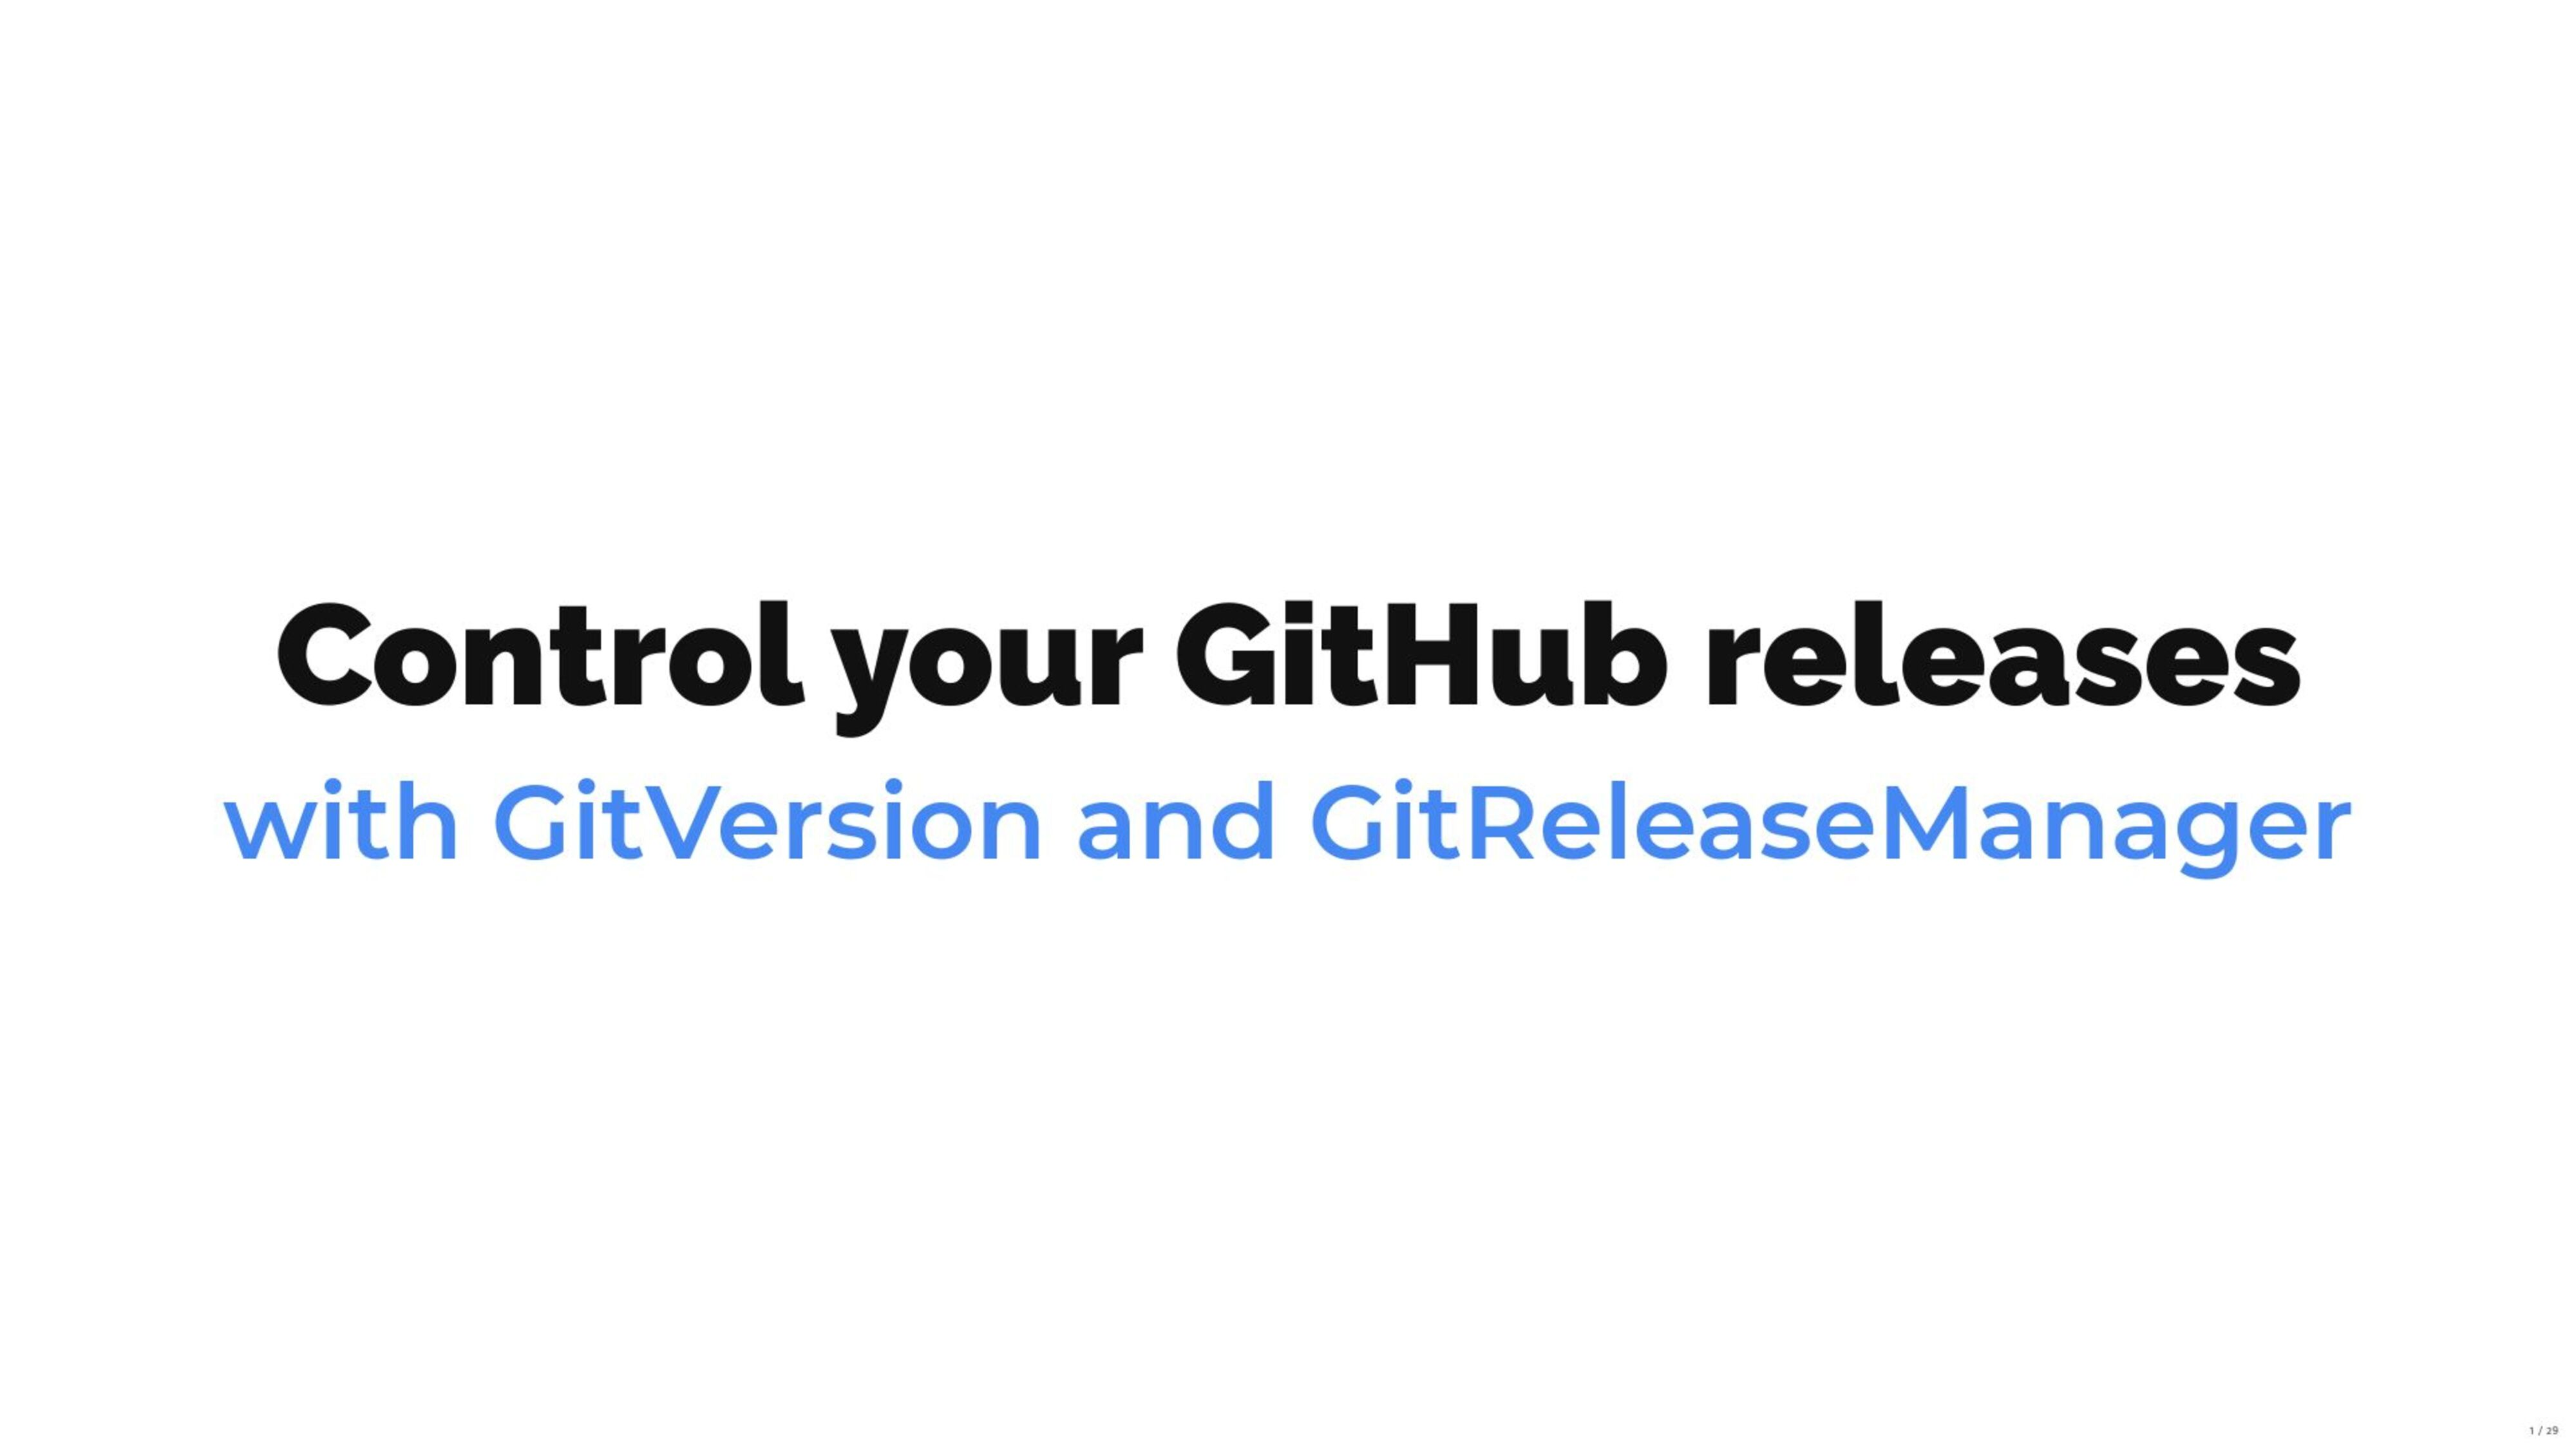 Control your GitHub releases
with GitVersion and GitReleaseManager
1 / 29